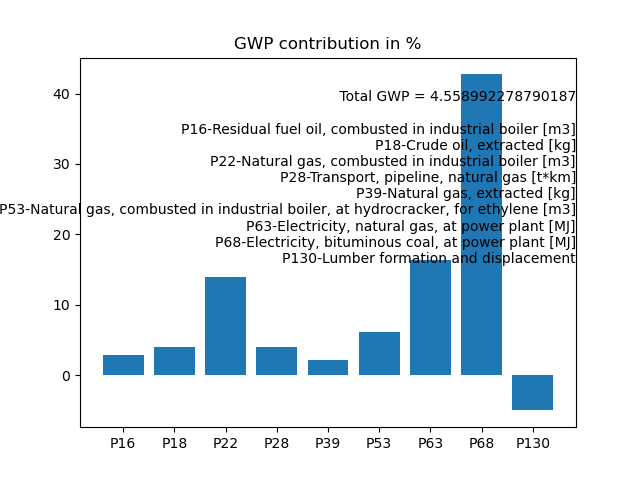 GWP contribution in %
Total GWP = 4.558992278790187
P16-Residual fuel oil, combusted in industrial boiler [m3]
P18-Crude oil, extracted [kg]
P22-Natural gas, combusted in industrial boiler [m3]
P28-Transport, pipeline, natural gas [t*km]
P39-Natural gas, extracted [kg]
P53-Natural gas, combusted in industrial boiler, at hydrocracker, for ethylene [m3]
P63-Electricity, natural gas, at power plant [MJ]
P68-Electricity, bituminous coal, at power plant [MJ]
P130-Lumber formation and displacement
40
30
20
10
0
P16 P18 P22 P28 P39 P53 P63 P68 P130